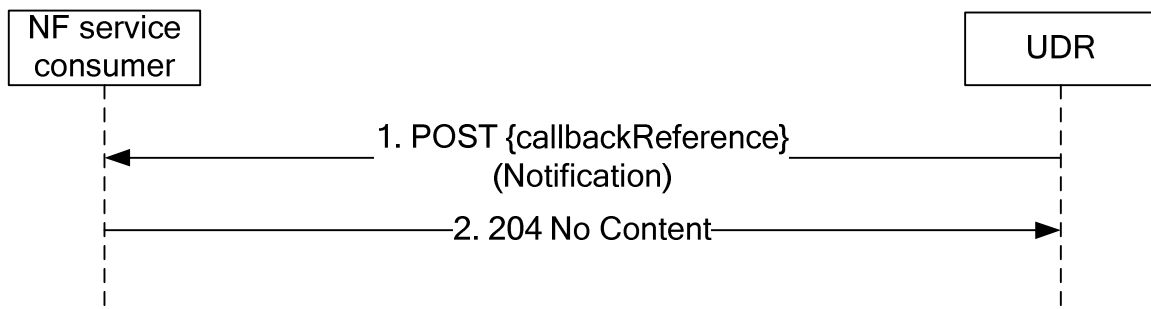 NF service
consumer
UDR
1. POST {callbackReference}
(Notification)
2. 204 No Content